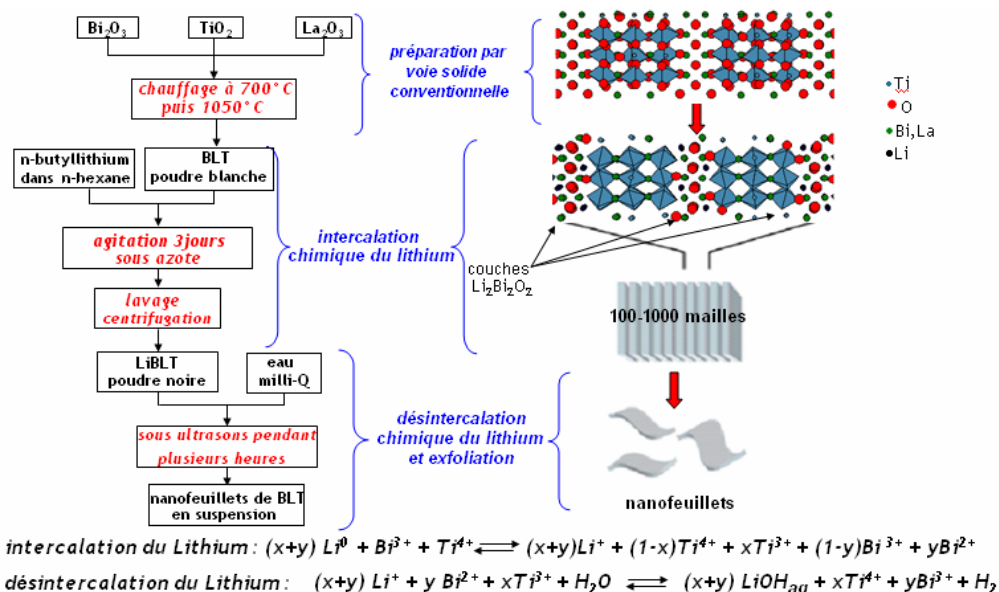 Bi₂O₃
TiO₂
La₂O₃
chauffage à 700°C
puis 1050°C
préparation par
voie solide
conventionnelle
Ti
O
Bi,La
Li
n-butyllithium
dans n-hexane
BLT
poudre blanche
agitation 3jours
sous azote
intercalation
chimique du lithium
couches
Li₂Bi₂O₂
lavage
centrifugation
100-1000 mailles
LiBLT
poudre noire
eau
milli-Q
désintercalation
chimique du lithium
et exfoliation
sous ultrasons pendant
plusieurs heures
nanofeuillets de BLT
en suspension
nanofeuillets
intercalation du Lithium : (x+y) Li⁰ + Bi³⁺ + Ti⁴⁺ ⇌ (x+y)Li⁺ + (1-x)Ti⁴⁺ + xTi³⁺ + (1-y)Bi³⁺ + yBi²⁺
désintercalation du Lithium : (x+y) Li⁺ + y Bi²⁺ + xTi³⁺ + H₂O ⇌ (x+y) LiOH_aq + xTi⁴⁺ + yBi³⁺ + H₂